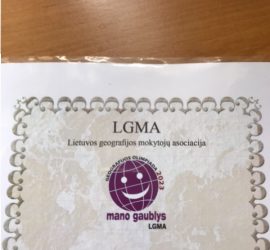 LGMA
Lietuvos geografijos mokytojų asociacija
GEOGRAFIJOS OLIMPIADA 2023
mano gaublys
LGMA